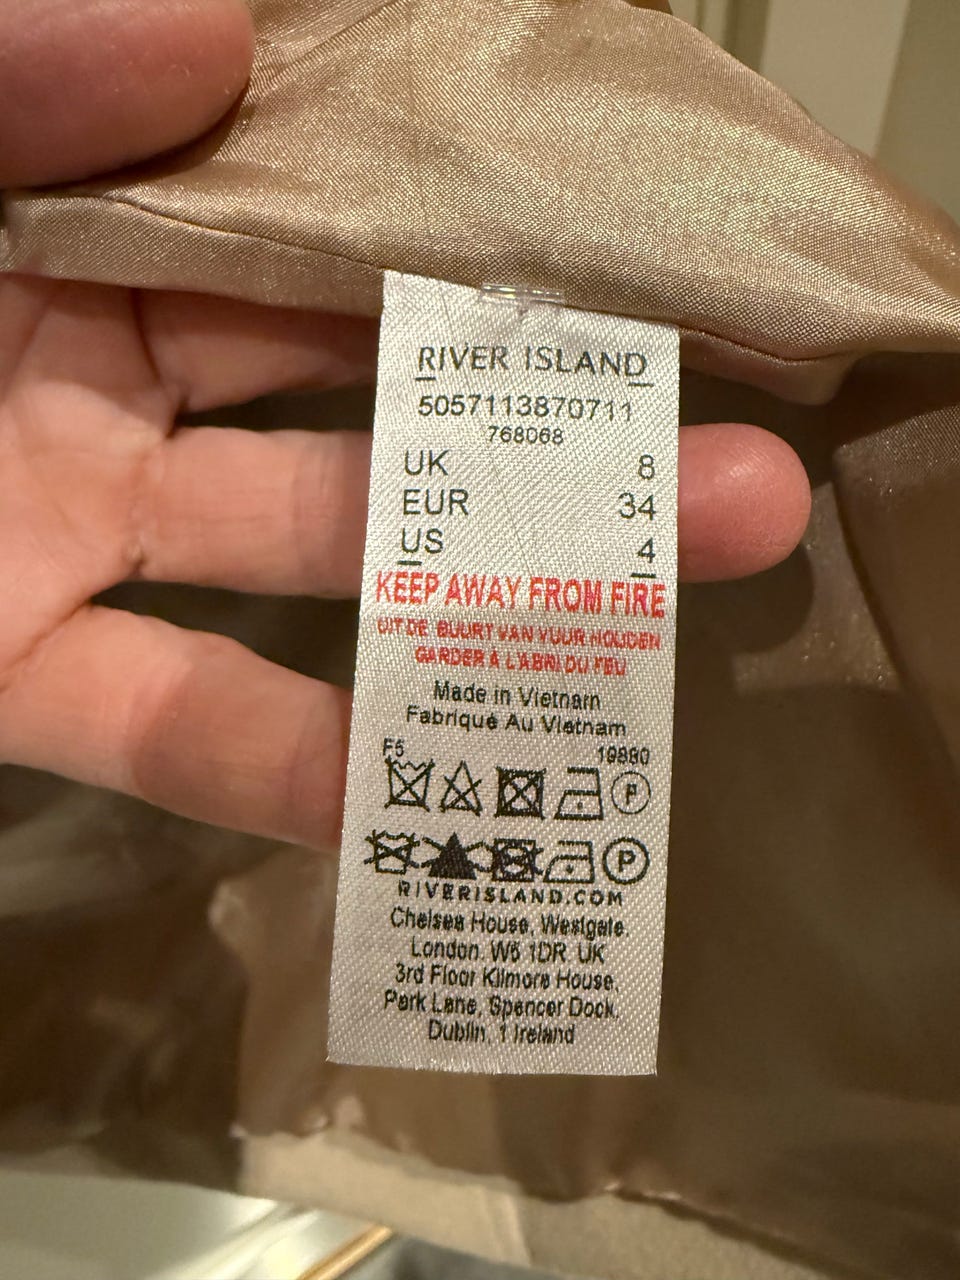 RIVER ISLAND
5057113870711
768068
UK 8
EUR 34
US 4
KEEP AWAY FROM FIRE
UIT DE BUURT VAN VUUR HOUDEN
GARDER À L'ABRI DU FEU
Made in Vietnam
Fabriqué Au Vietnam
F5 19880
P
P
RIVERISLAND.COM
Chelsea House, Westgate,
London. W5 1DR. UK
3rd Floor Kilmore House,
Park Lane, Spencer Dock,
Dublin, 1 Ireland